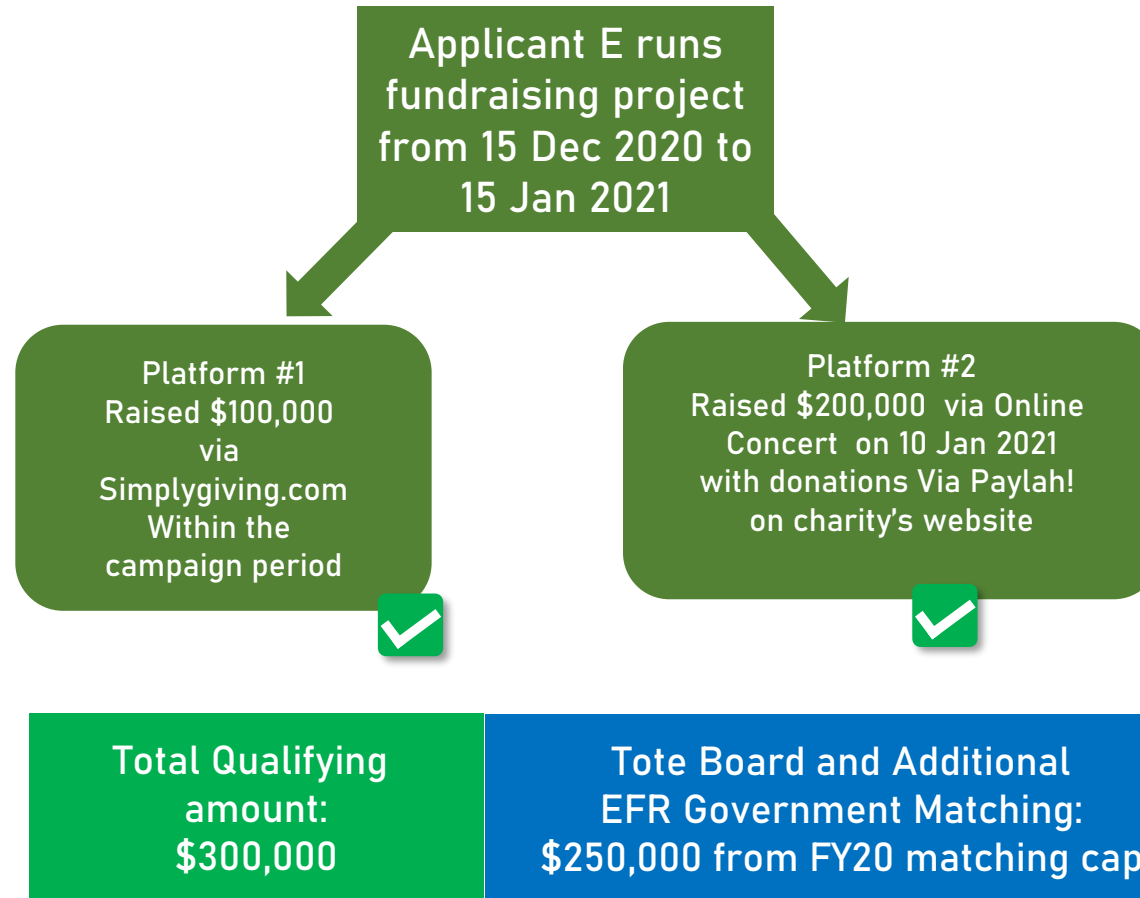 Applicant E runs
fundraising project
from 15 Dec 2020 to
15 Jan 2021
Platform #1
Raised $100,000
via
Simplygiving.com
Within the
campaign period
Platform #2
Raised $200,000 via Online
Concert on 10 Jan 2021
with donations Via Paylah!
on charity's website
Total Qualifying
amount:
$300,000
Tote Board and Additional
EFR Government Matching:
$250,000 from FY20 matching cap